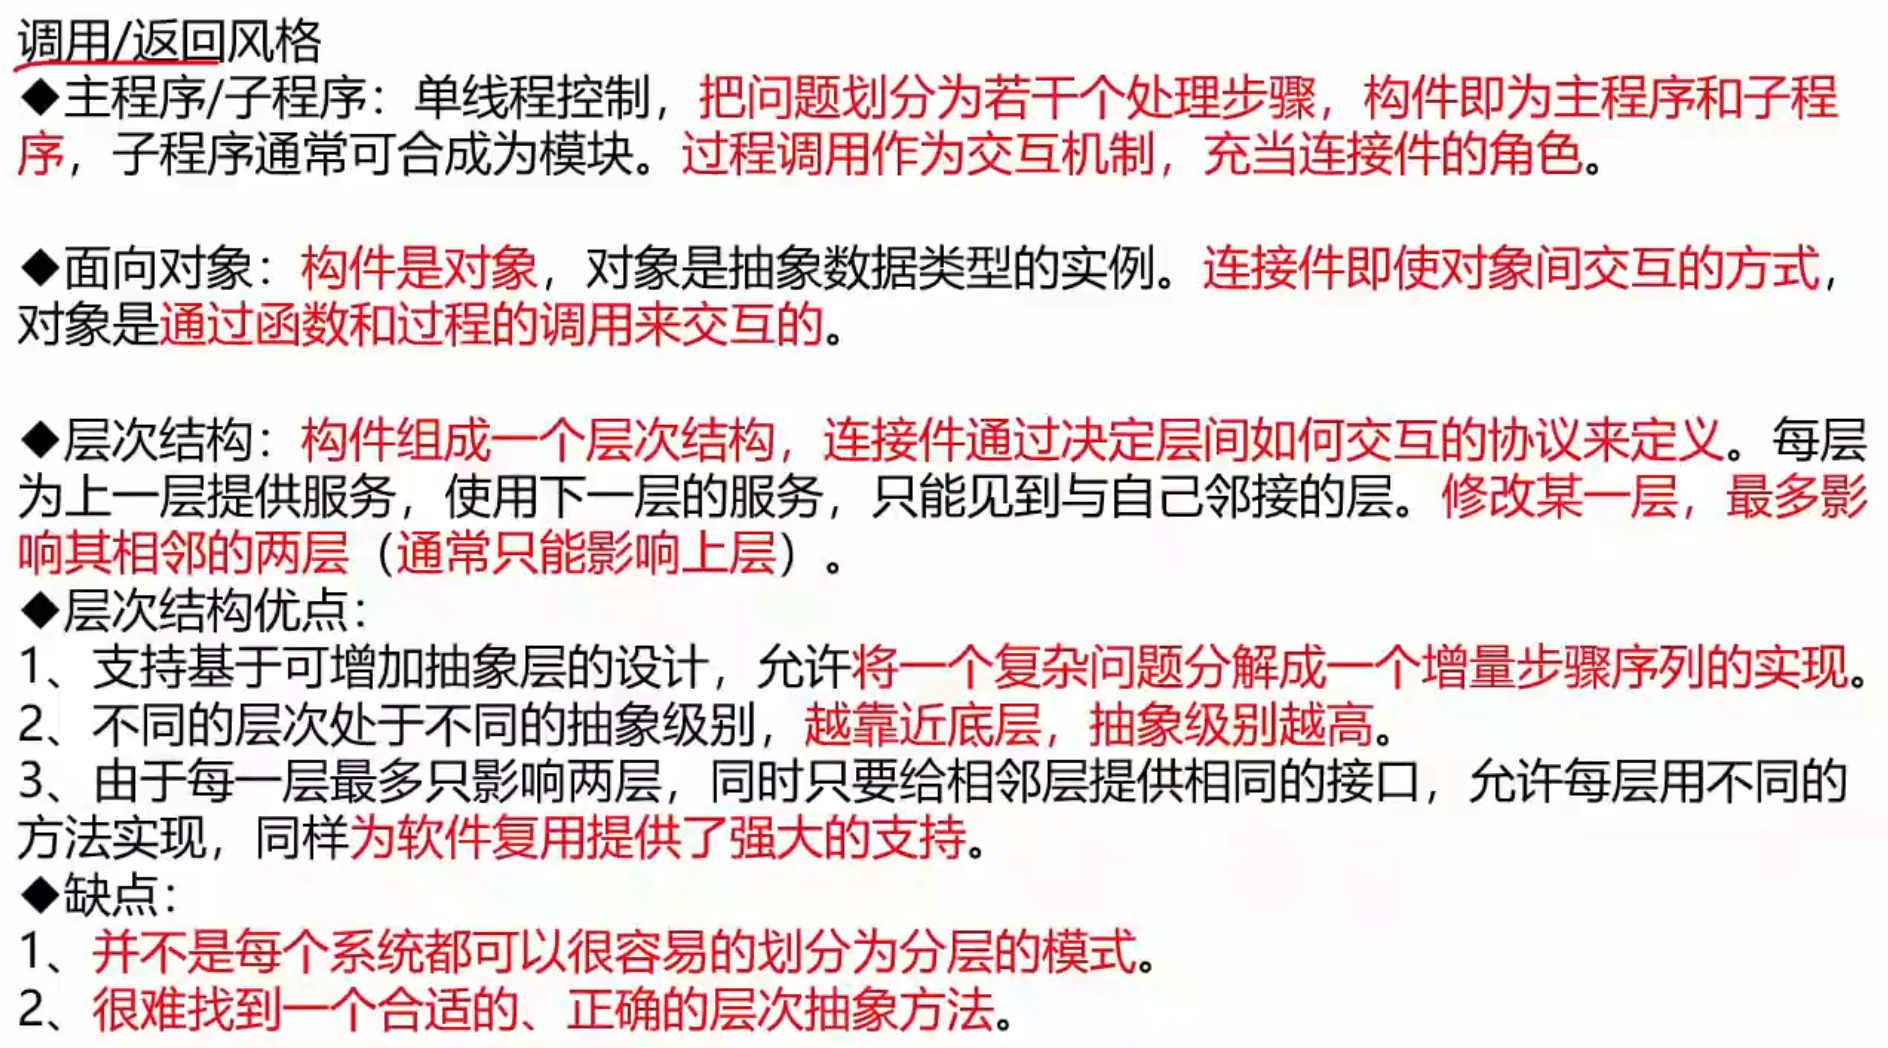 调用/返回风格
◆主程序/子程序：单线程控制，把问题划分为若干个处理步骤，构件即为主程序和子程
序，子程序通常可合成为模块。过程调用作为交互机制，充当连接件的角色。
◆面向对象：构件是对象，对象是抽象数据类型的实例。连接件即使对象间交互的方式，
对象是通过函数和过程的调用来交互的。
◆层次结构：构件组成一个层次结构，连接件通过决定层间如何交互的协议来定义。每层
为上一层提供服务，使用下一层的服务，只能见到与自己邻接的层。修改某一层，最多影
响其相邻的两层（通常只能影响上层）。
◆层次结构优点：
1、支持基于可增加抽象层的设计，允许将一个复杂问题分解成一个增量步骤序列的实现。
2、不同的层次处于不同的抽象级别，越靠近底层，抽象级别越高。
3、由于每一层最多只影响两层，同时只要给相邻层提供相同的接口，允许每层用不同的
方法实现，同样为软件复用提供了强大的支持。
◆缺点：
1、并不是每个系统都可以很容易的划分为分层的模式。
2、很难找到一个合适的、正确的层次抽象方法。